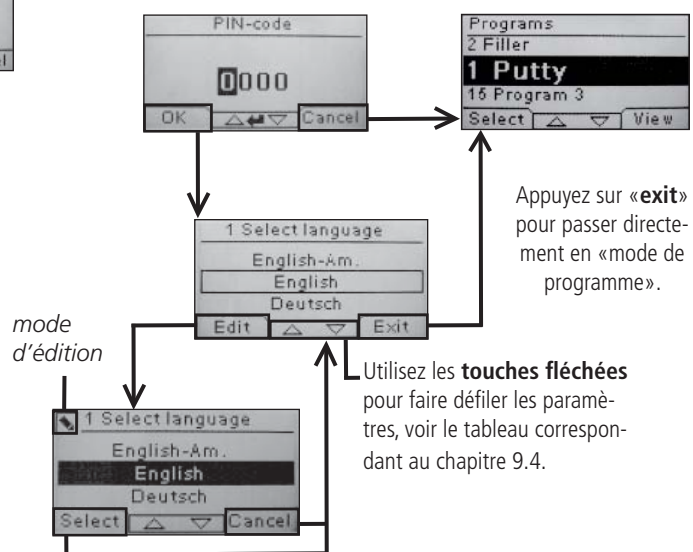 PIN-code
0000
OK
Cancel
Programs
2 Filler
1 Putty
15 Program 3
Select
View
Appuyez sur «exit»
pour passer directe-
ment en «mode de
programme».
1 Select language
English-Am.
English
Deutsch
Edit
Exit
mode
d'édition
Utilisez les touches fléchées
pour faire défiler les paramè-
tres, voir le tableau correspon-
dant au chapitre 9.4.
1 Select language
English-Am.
English
Deutsch
Select
Cancel